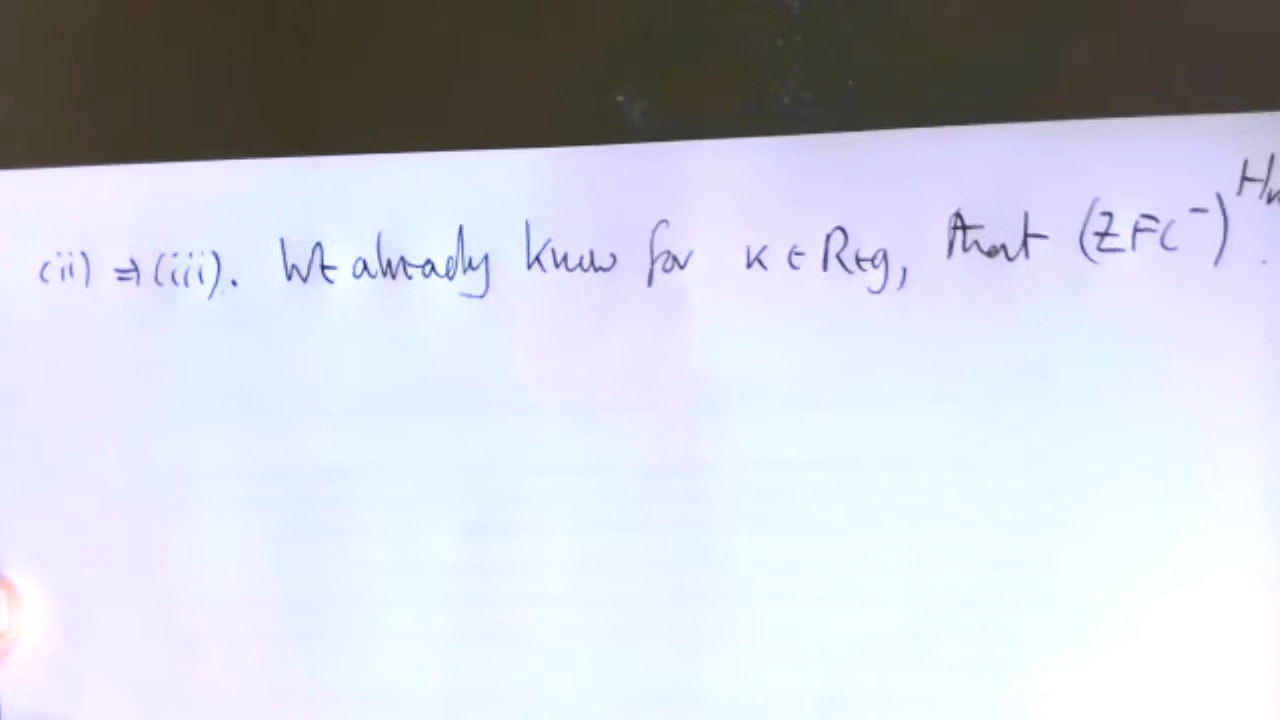 (ii) ⇒ (iii). We already know for κ ∈ Reg, that (ZFC⁻)^H